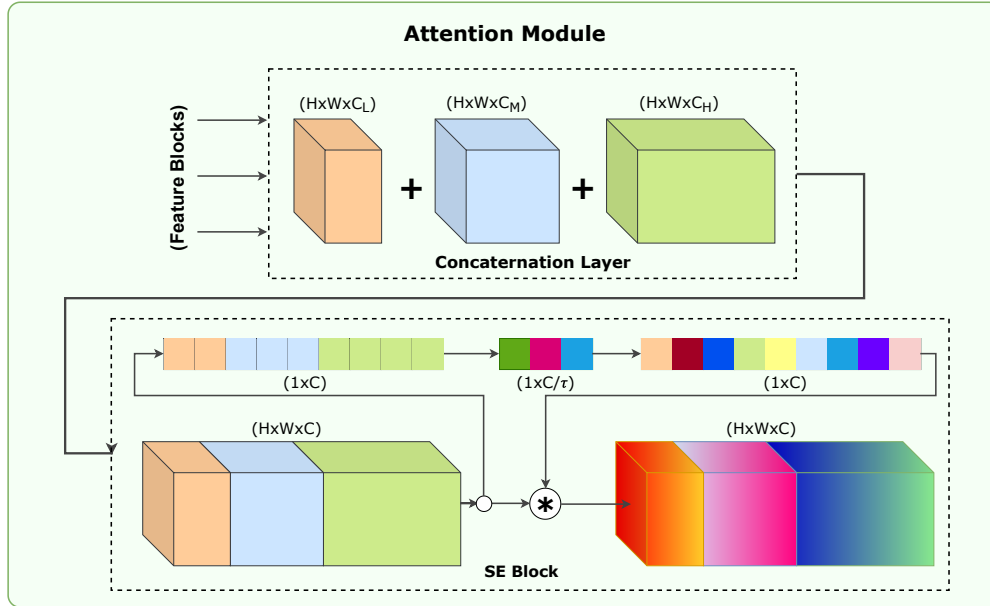 Attention Module
(Feature Blocks)
(HxWxC_L)
(HxWxC_M)
(HxWxC_H)
+
+
Concaternation Layer
(1xC)
(1xC/τ)
(1xC)
(HxWxC)
(HxWxC)
*
SE Block